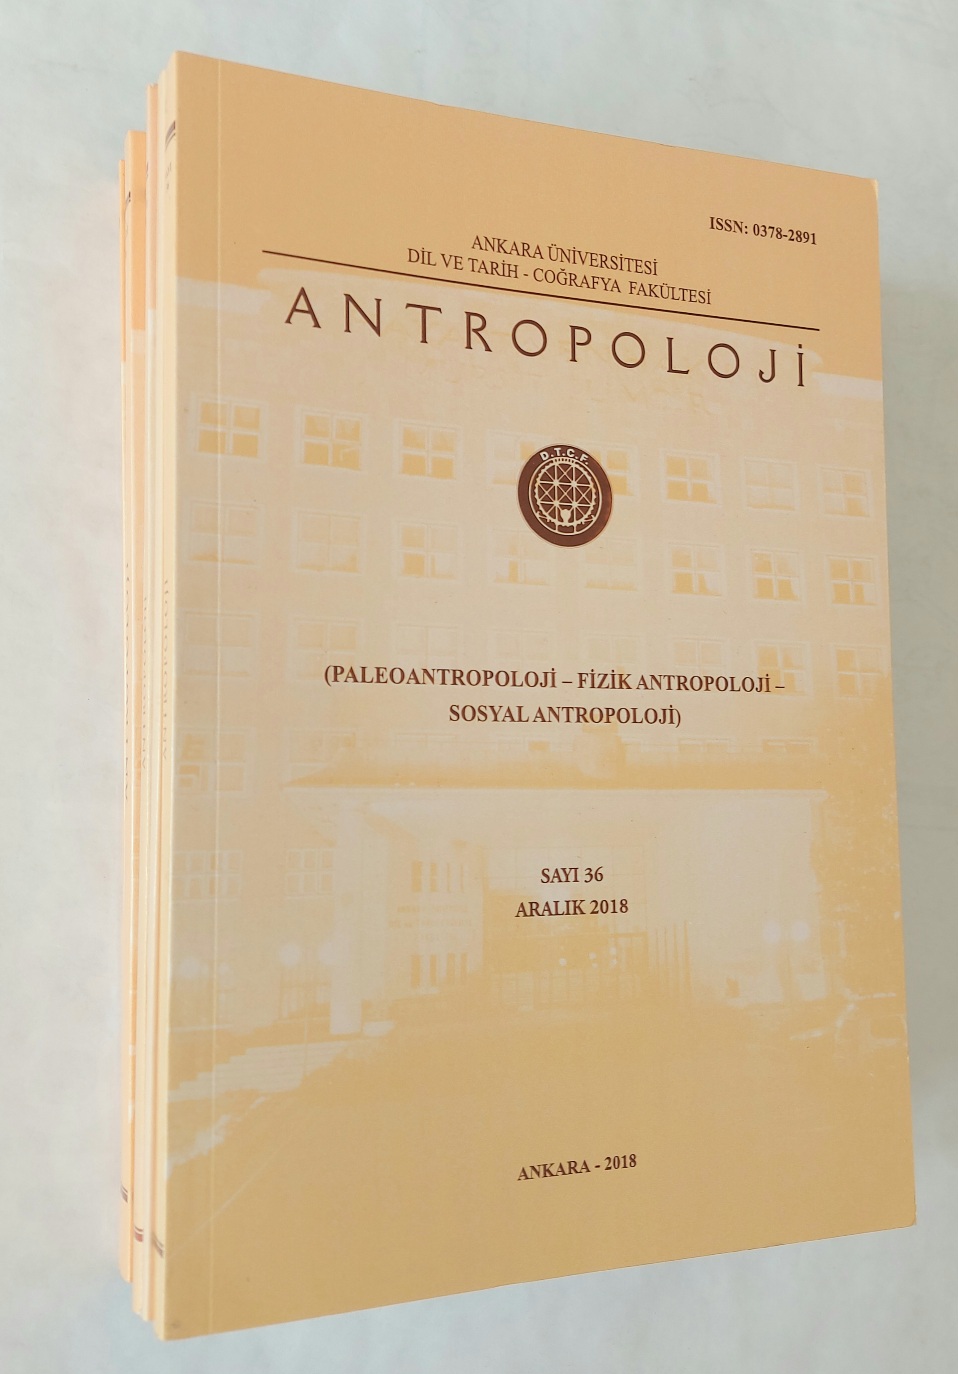 ISSN: 0378-2891
ANKARA ÜNİVERSİTESİ
DİL VE TARİH - COĞRAFYA FAKÜLTESİ
ANTROPOLOJİ
D.T.C.F.
(PALEOANTROPOLOJİ – FİZİK ANTROPOLOJİ –
SOSYAL ANTROPOLOJİ)
SAYI 36
ARALIK 2018
ANKARA - 2018